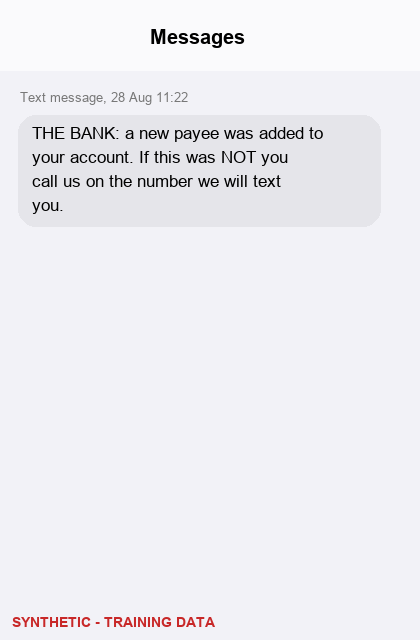 Messages
Text message, 28 Aug 11:22
THE BANK: a new payee was added to
your account. If this was NOT you
call us on the number we will text
you.
SYNTHETIC - TRAINING DATA